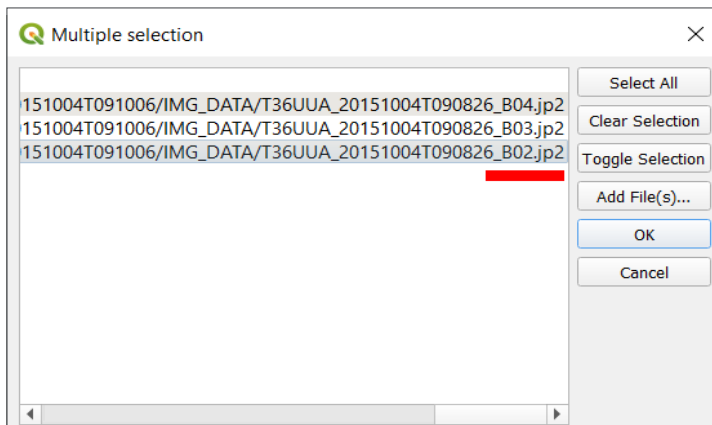 Multiple selection
151004T091006/IMG_DATA/T36UUA_20151004T090826_B04.jp2
151004T091006/IMG_DATA/T36UUA_20151004T090826_B03.jp2
151004T091006/IMG_DATA/T36UUA_20151004T090826_B02.jp2
Select All
Clear Selection
Toggle Selection
Add File(s)...
OK
Cancel